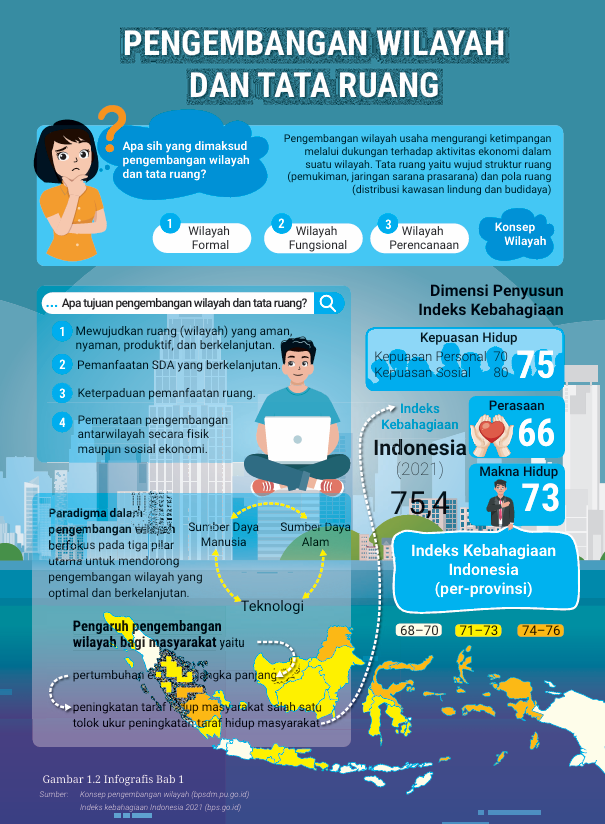 PENGEMBANGAN WILAYAH
DAN TATA RUANG
?
Apa sih yang dimaksud
pengembangan wilayah
dan tata ruang?
Pengembangan wilayah usaha mengurangi ketimpangan
melalui dukungan terhadap aktivitas ekonomi dalam
suatu wilayah. Tata ruang yaitu wujud struktur ruang
(pemukiman, jaringan sarana prasarana) dan pola ruang
(distribusi kawasan lindung dan budidaya)
1 Wilayah
Formal
2 Wilayah
Fungsional
3 Wilayah
Perencanaan
Konsep
Wilayah
... Apa tujuan pengembangan wilayah dan tata ruang?
1 Mewujudkan ruang (wilayah) yang aman,
nyaman, produktif, dan berkelanjutan.
2 Pemanfaatan SDA yang berkelanjutan.
3 Keterpaduan pemanfaatan ruang.
4 Pemerataan pengembangan
antarwilayah secara fisik
maupun sosial ekonomi.
Dimensi Penyusun
Indeks Kebahagiaan
Kepuasan Hidup
Kepuasan Personal 70
Kepuasan Sosial 80
75
Indeks
Kebahagiaan
Indonesia
(2021)
75,4
Perasaan
66
Makna Hidup
73
Paradigma dalam
pengembangan
berfokus pada tiga pilar
utama untuk mendorong
pengembangan wilayah yang
optimal dan berkelanjutan.
Sumber Daya
Manusia
Sumber Daya
Alam
Teknologi
Indeks Kebahagiaan
Indonesia
(per-provinsi)
68–70
71–73
74–76
Pengaruh pengembangan
wilayah bagi masyarakat yaitu
pertumbuhan jangka panjang
peningkatan taraf hidup masyarakat salah satu
tolok ukur peningkatan taraf hidup masyarakat
Gambar 1.2 Infografis Bab 1
Sumber: Konsep pengembangan wilayah (bpsdm.pu.go.id)
Indeks kebahagiaan Indonesia 2021 (bps.go.id)